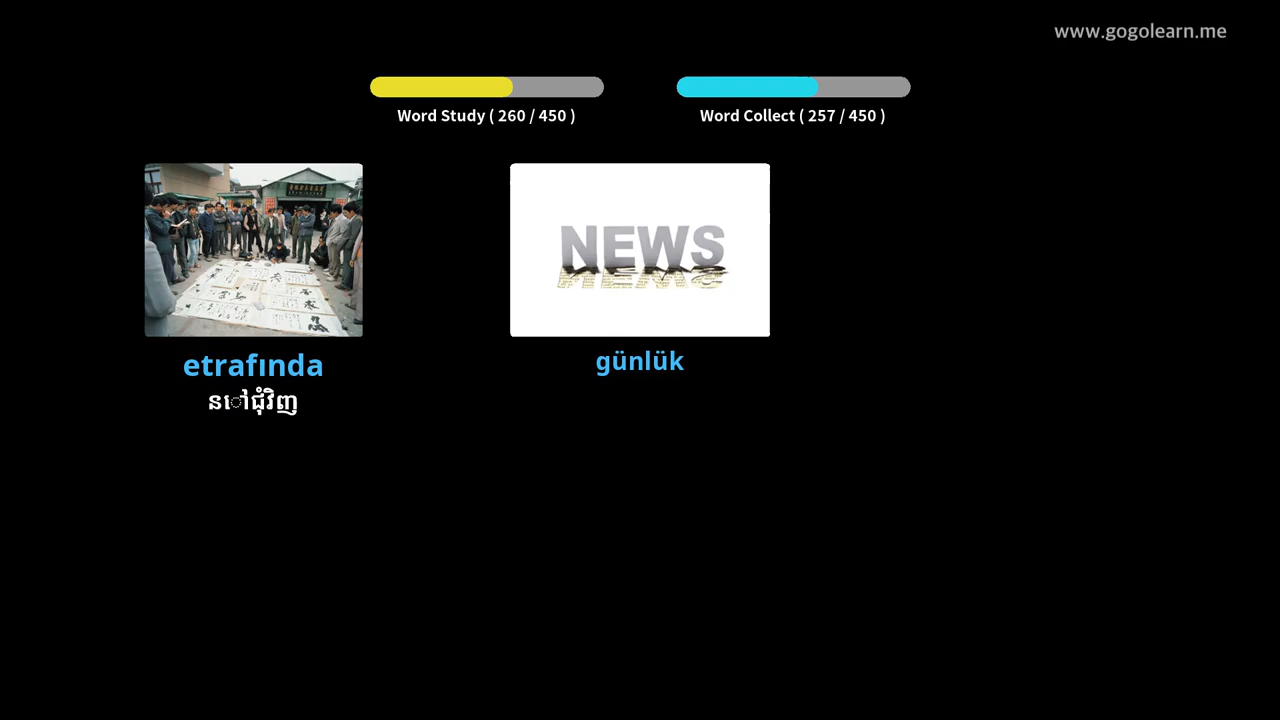 www.gogolearn.me
Word Study ( 260 / 450 )
Word Collect ( 257 / 450 )
NEWS
etrafında
günlük
នៅជុំវិញ